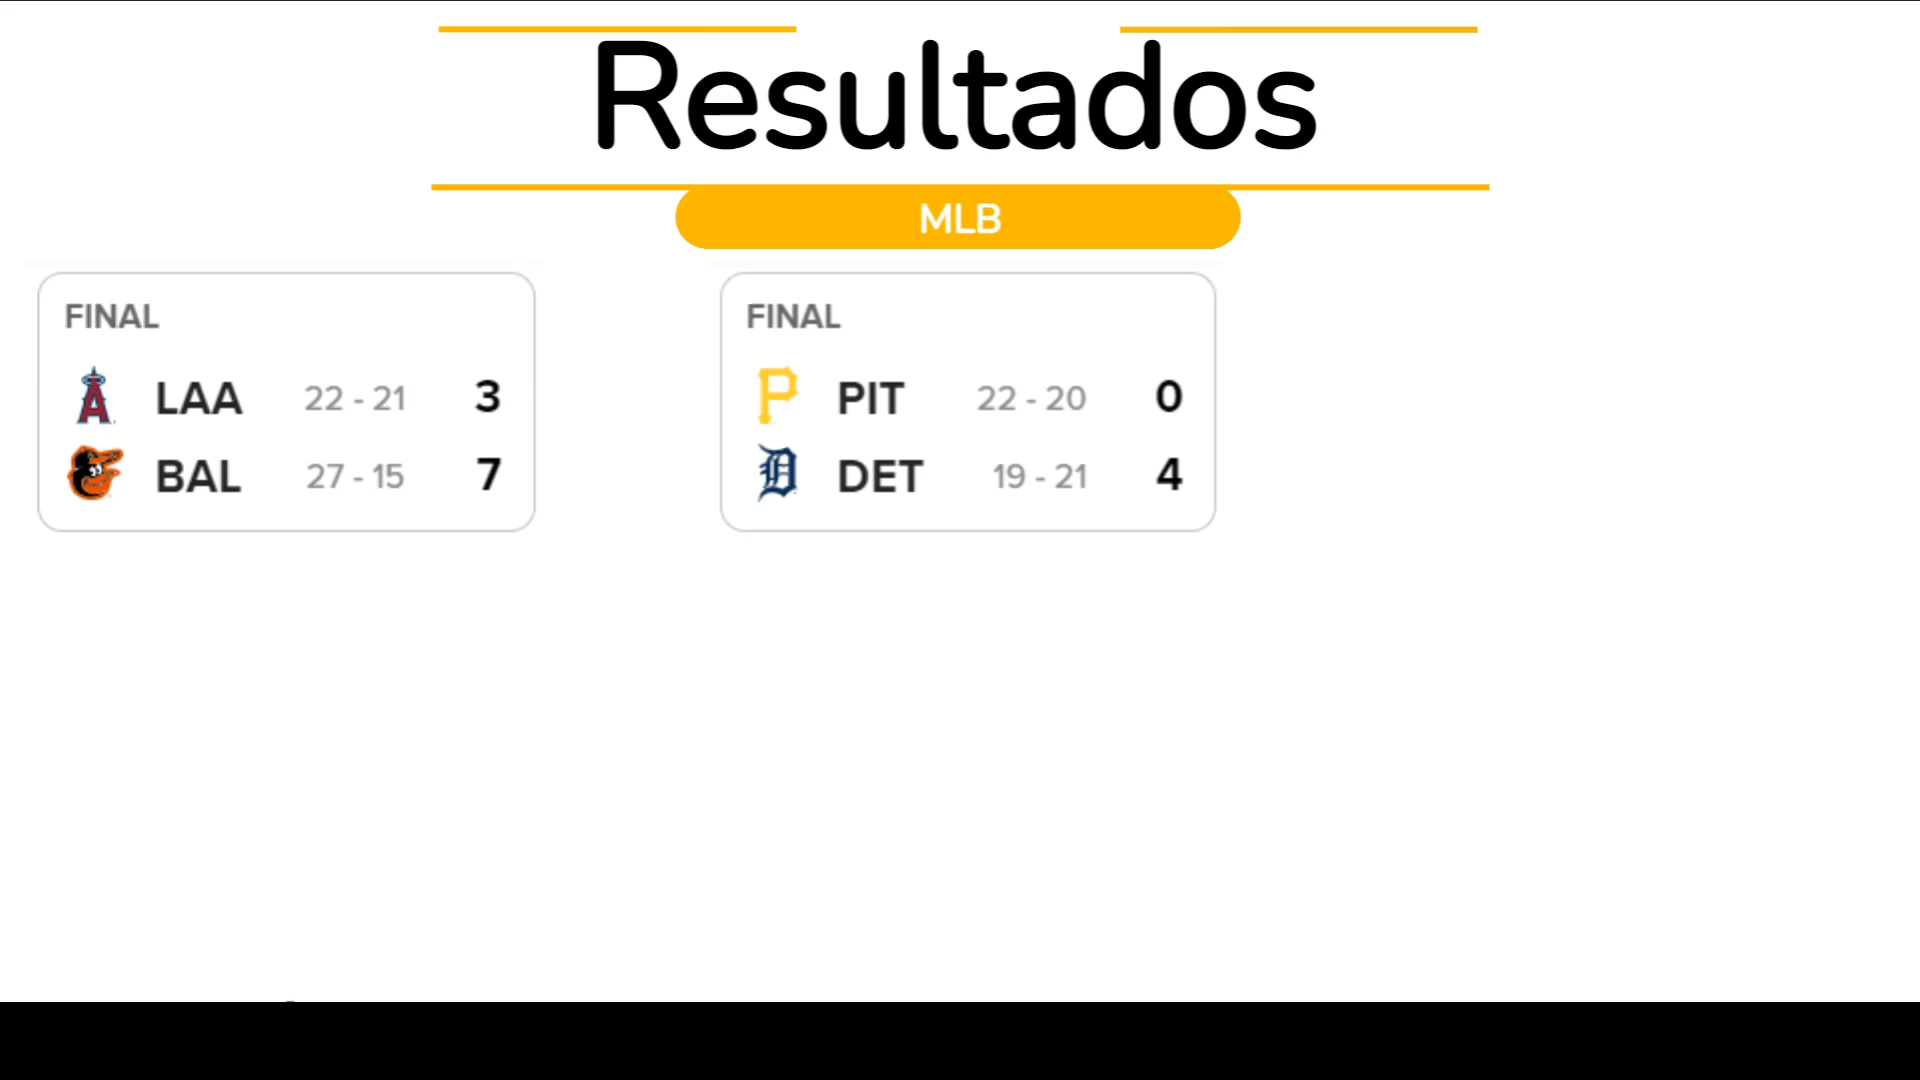 Resultados
MLB
FINAL
LAA 22 - 21 3
BAL 27 - 15 7
FINAL
PIT 22 - 20 0
DET 19 - 21 4